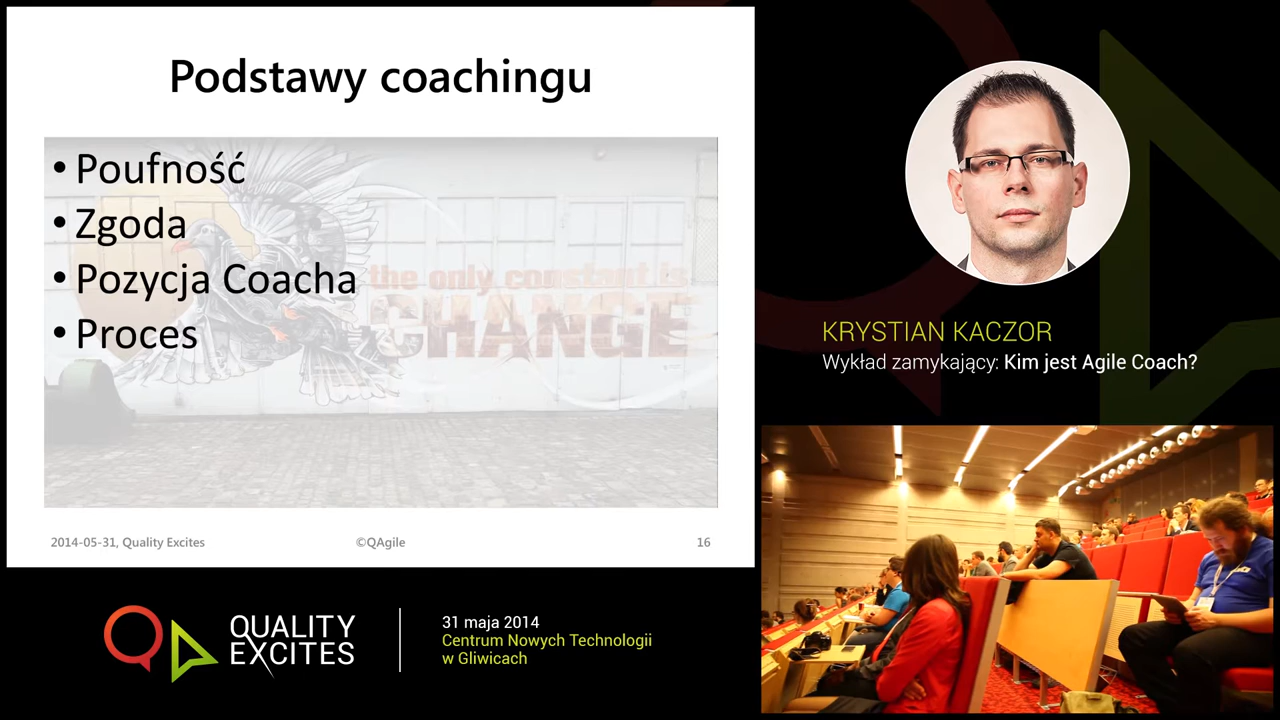 Podstawy coachingu
• Poufność
• Zgoda
• Pozycja Coacha
• Proces
the only constant is
CHANGE
2014-05-31, Quality Excites
©QAgile
16
KRYSTIAN KACZOR
Wykład zamykający: Kim jest Agile Coach?
QUALITY
EXCITES
31 maja 2014
Centrum Nowych Technologii
w Gliwicach